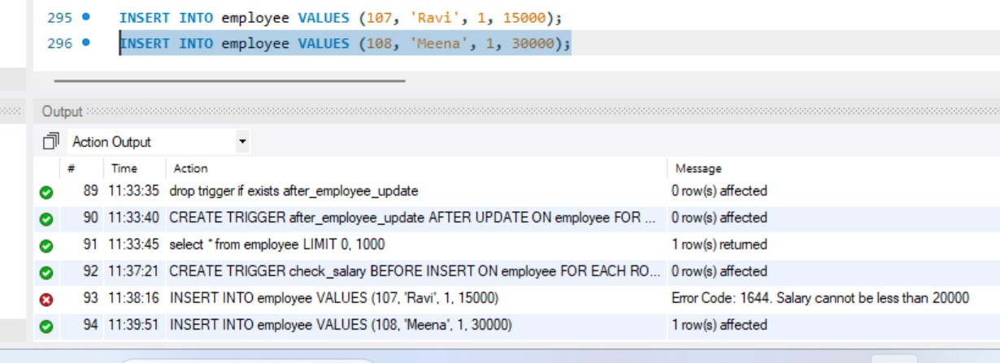 295 INSERT INTO employee VALUES (107, 'Ravi', 1, 15000);
296 INSERT INTO employee VALUES (108, 'Meena', 1, 30000);
Output
Action Output
# Time Action Message
89 11:33:35 drop trigger if exists after_employee_update 0 row(s) affected
90 11:33:40 CREATE TRIGGER after_employee_update AFTER UPDATE ON employee FOR ... 0 row(s) affected
91 11:33:45 select * from employee LIMIT 0, 1000 1 row(s) returned
92 11:37:21 CREATE TRIGGER check_salary BEFORE INSERT ON employee FOR EACH RO... 0 row(s) affected
93 11:38:16 INSERT INTO employee VALUES (107, 'Ravi', 1, 15000) Error Code: 1644. Salary cannot be less than 20000
94 11:39:51 INSERT INTO employee VALUES (108, 'Meena', 1, 30000) 1 row(s) affected